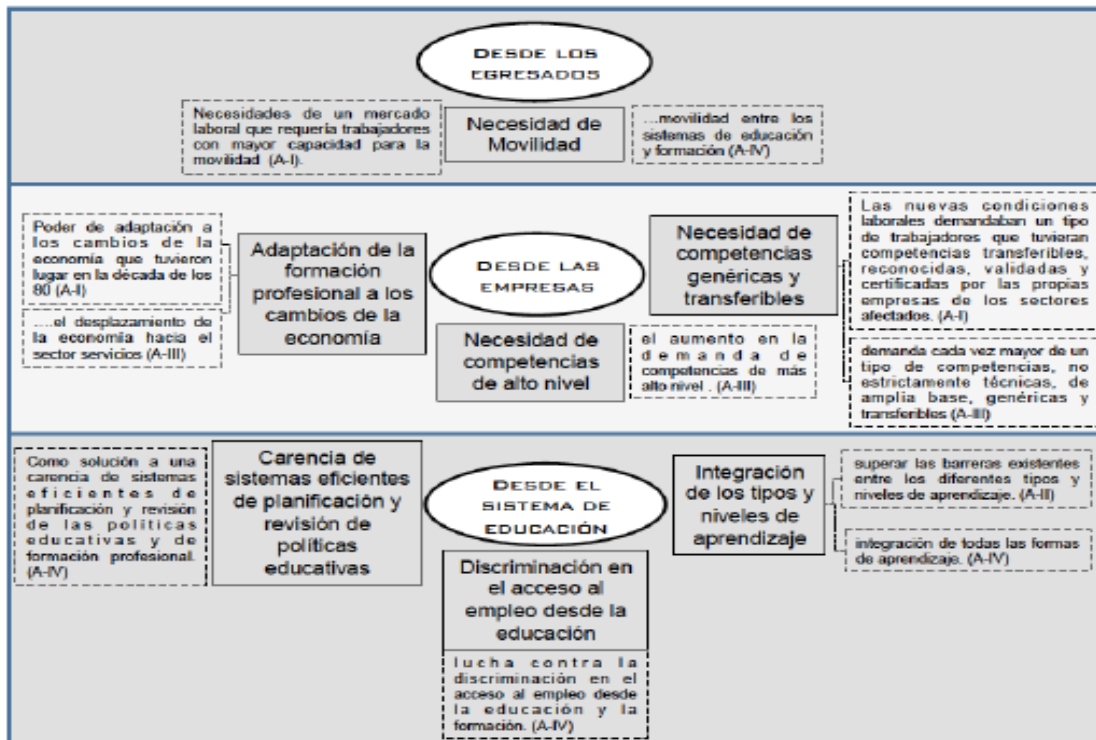 DESDE LOS
EGRESADOS
Necesidades de un mercado
laboral que requería trabajadores
con mayor capacidad para la
movilidad (A-I).
Necesidad de
Movilidad
…movilidad entre los
sistemas de educación
y formación (A-IV)
Poder de adaptación a
los cambios de la
economía que tuvieron
lugar en la década de los
80 (A-I)
.....el desplazamiento de
la economía hacia el
sector servicios (A-III)
Adaptación de la
formación
profesional a los
cambios de la
economía
DESDE LAS
EMPRESAS
Necesidad de
competencias
de alto nivel
el aumento en la
demanda de
competencias de más
alto nivel . (A-III)
Necesidad de
competencias
genéricas y
transferibles
Las nuevas condiciones
laborales demandaban un tipo
de trabajadores que tuvieran
competencias transferibles,
reconocidas, validadas y
certificadas por las propias
empresas de los sectores
afectados. (A-I)
demanda cada vez mayor de un
tipo de competencias, no
estrictamente técnicas, de
amplia base, genéricas y
transferibles (A-III)
Como solución a una
carencia de sistemas
eficientes de
planificación y revisión
de las políticas
educativas y de
formación profesional.
(A-IV)
Carencia de
sistemas eficientes
de planificación y
revisión de
políticas
educativas
DESDE EL
SISTEMA DE
EDUCACIÓN
Discriminación en
el acceso al
empleo desde la
educación
lucha contra la
discriminación en el
acceso al empleo desde
la educación y la
formación. (A-IV)
Integración
de los tipos y
niveles de
aprendizaje
superar las barreras existentes
entre los diferentes tipos y
niveles de aprendizaje. (A-II)
integración de todas las formas
de aprendizaje. (A-IV)